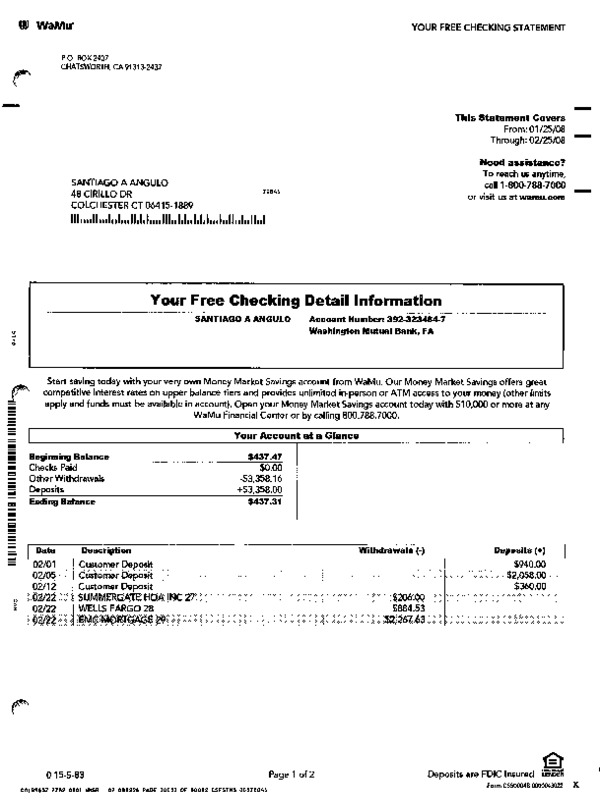 WaMu
YOUR FREE CHECKING STATEMENT
P.O. BOX 2437
CHATSWORTH, CA 91313-2437
This Statement Covers
From: 01/25/08
Through: 02/25/08
Need assistance?
To reach us anytime,
call 1-800-788-7000
or visit us at wamu.com
SANTIAGO A ANGULO
48 CIRILLO DR
COLCHESTER CT 06415-1889
Your Free Checking Detail Information
SANTIAGO A ANGULO Account Number: 392-323484-7
Washington Mutual Bank, FA
Start saving today with your very own Money Market Savings account from WaMu. Our Money Market Savings offers great
competitive interest rates on upper balance tiers and provides unlimited in-person or ATM access to your money (other limits
apply and funds must be available in account). Open your Money Market Savings account today with $10,000 or more at any
WaMu Financial Center or by calling 800.788.7000.
Your Account at a Glance
Beginning Balance $437.47
Checks Paid $0.00
Other Withdrawals -$3,358.16
Deposits +$3,358.00
Ending Balance $437.31
Date Description Withdrawals (-) Deposits (+)
02/01 Customer Deposit $940.00
02/05 Customer Deposit $2,058.00
02/12 Customer Deposit $360.00
02/22 SUMMERGATE HOA INC 27 $206.00
02/22 WELLS FARGO 28 $884.53
02/22 EMC MORTGAGE 29 $2,267.63
0 15-5-83
Page 1 of 2
Deposits are FDIC Insured
LENDER
X